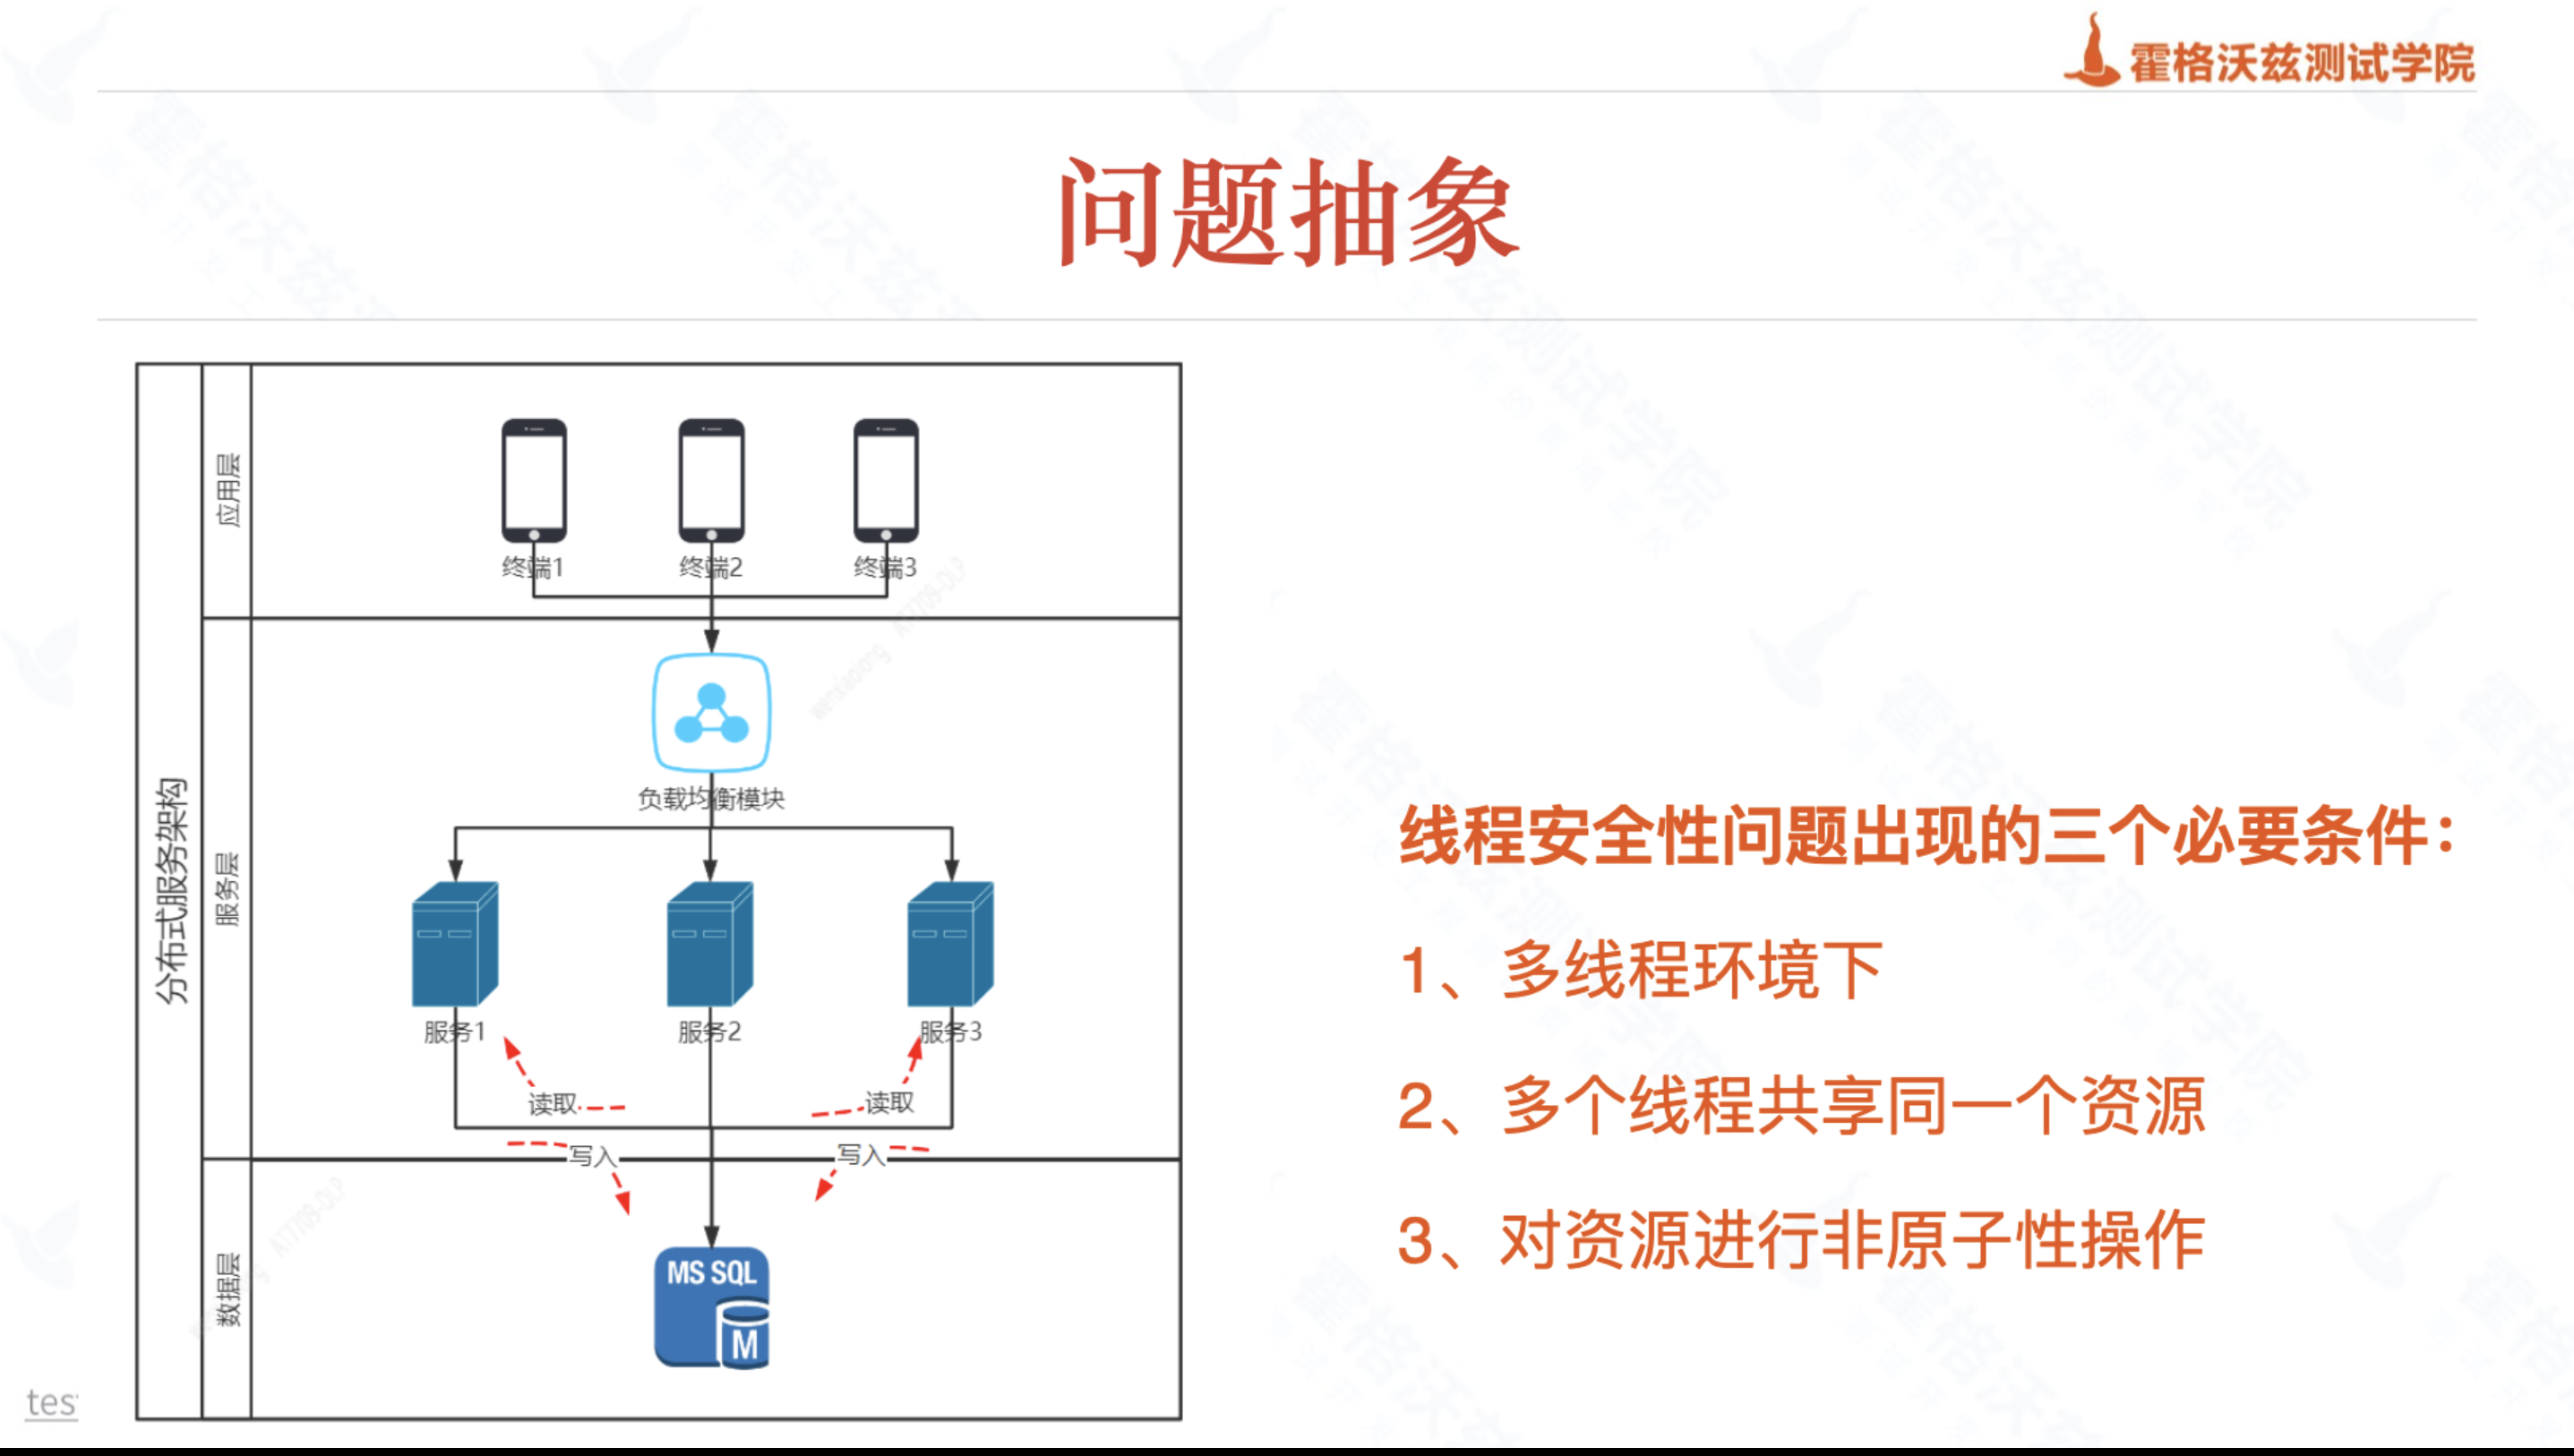 霍格沃兹测试学院
问题抽象
分布式服务架构
应用层
终端1
终端2
终端3
服务层
负载均衡模块
服务1
服务2
服务3
读取
读取
写入
写入
数据层
MS SQL
M
线程安全性问题出现的三个必要条件：
1、多线程环境下
2、多个线程共享同一个资源
3、对资源进行非原子性操作
tes